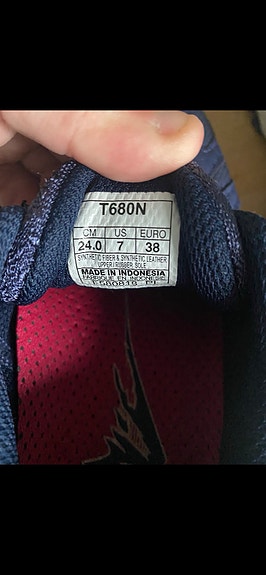 T680N
CM US EURO
24.0 7 38
SYNTHETIC FIBER & SYNTHETIC LEATHER
UPPER / RUBBER SOLE
MADE IN INDONESIA
FABRIQUE EN INDONESIE